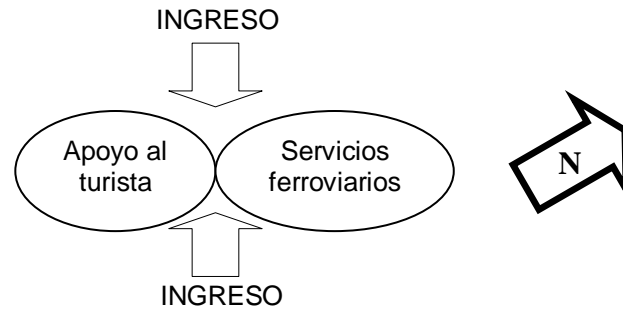 INGRESO
Apoyo al
turista
Servicios
ferroviarios
N
INGRESO